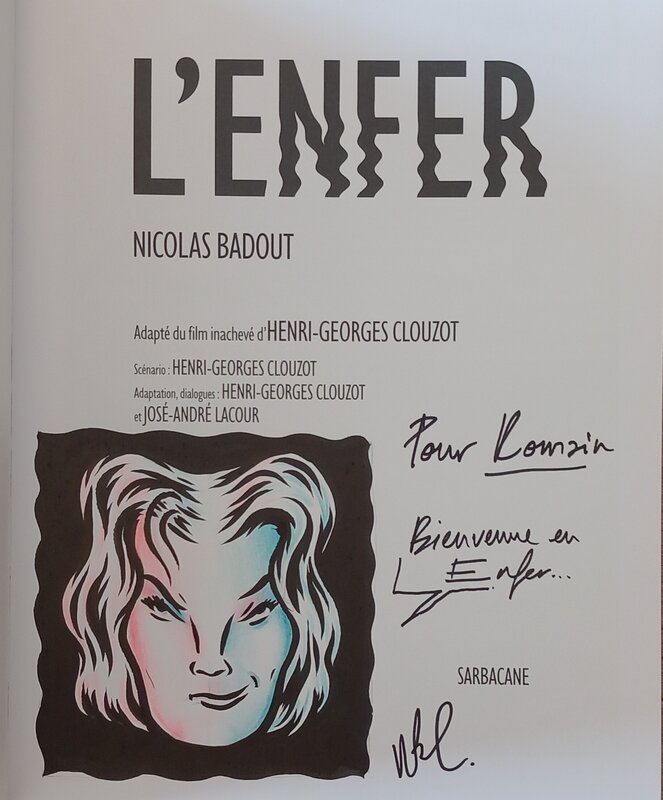 L'ENFER
NICOLAS BADOUT
Adapté du film inachevé d'HENRI-GEORGES CLOUZOT
Scénario : HENRI-GEORGES CLOUZOT
Adaptation, dialogues : HENRI-GEORGES CLOUZOT
et JOSÉ-ANDRÉ LACOUR
Pour Romain
Bienvenue en
Enfer...
SARBACANE